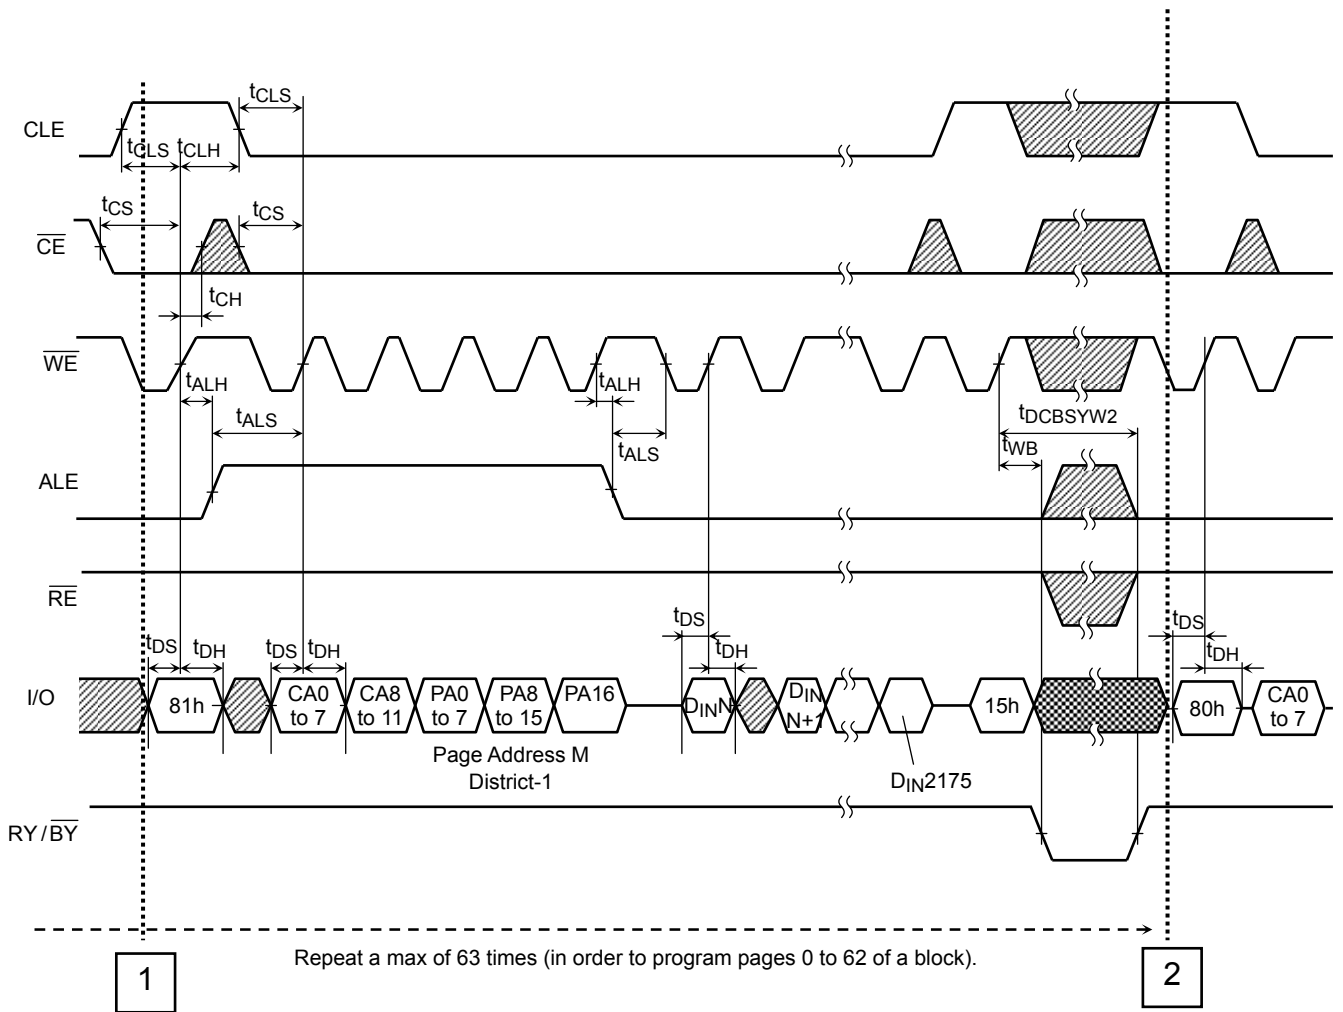 tCLS
CLE
tCLS tCLH
tCS tCS
CE
tCH
WE
tALH tALH
tALS tDCBSYW2
tALS tWB
ALE
RE
tDS tDH tDS tDH tDS tDH tDS tDH
I/O 81h CA0 to 7 CA8 to 11 PA0 to 7 PA8 to 15 PA16 DINN DIN N+1 15h 80h CA0 to 7
Page Address M
District-1
DIN2175
RY/BY
Repeat a max of 63 times (in order to program pages 0 to 62 of a block).
1 2